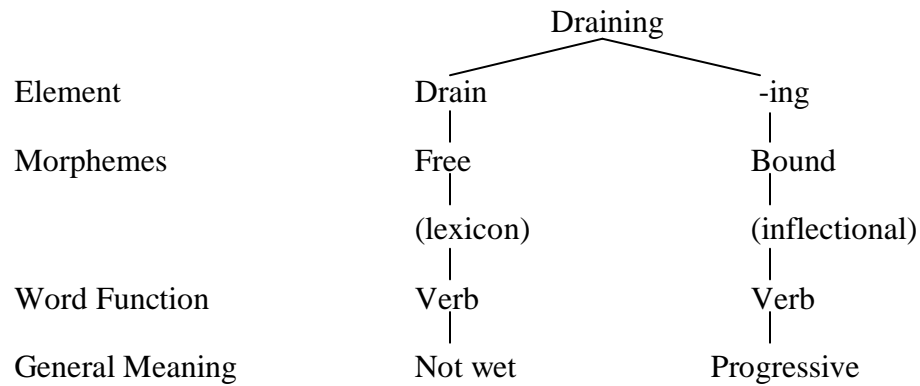 Draining
Element Drain -ing
Morphemes Free Bound
(lexicon) (inflectional)
Word Function Verb Verb
General Meaning Not wet Progressive